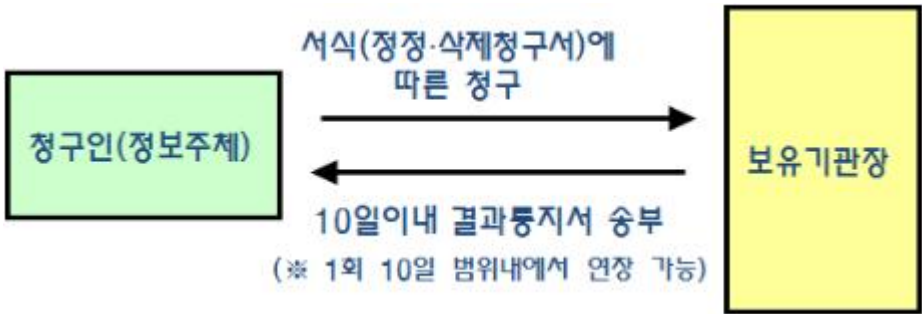 서식(정정·삭제청구서)에
따른 청구
청구인(정보주체)
보유기관장
10일이내 결과통지서 송부
(※ 1회 10일 범위내에서 연장 가능)